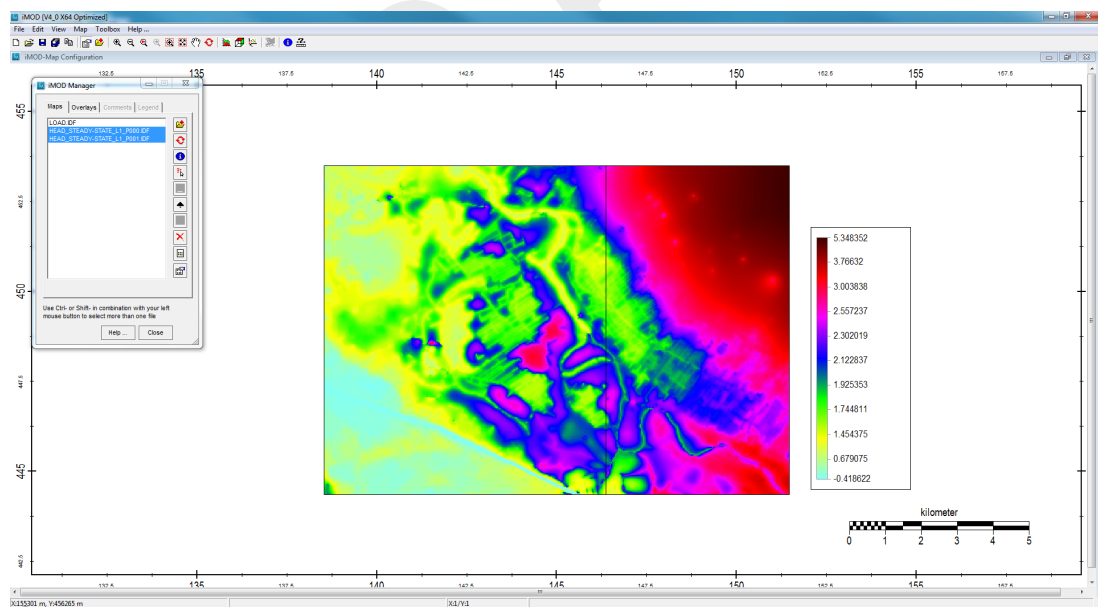 iMOD [V4_0 X64 Optimized]
File Edit View Map Toolbox Help ...
iMOD-Map Configuration
132.5 135 137.5 140 142.5 145 147.5 150 152.5 155 157.5
iMOD Manager
Maps Overlays Comments Legend
LOAD.IDF
HEAD_STEADY-STATE_L1_P000.IDF
HEAD_STEADY-STATE_L1_P001.IDF
Use Ctrl- or Shift- in combination with your left
mouse button to select more than one file
Help ... Close
455
452.5
450
447.5
445
442.5
5.348352
3.76632
3.003838
2.557237
2.302019
2.122837
1.925353
1.744811
1.454375
0.679075
-0.418622
kilometer
0 1 2 3 4 5
132.5 135 137.5 140 142.5 145 147.5 150 152.5 155 157.5
X:155301 m, Y:456265 m X:1/Y:1